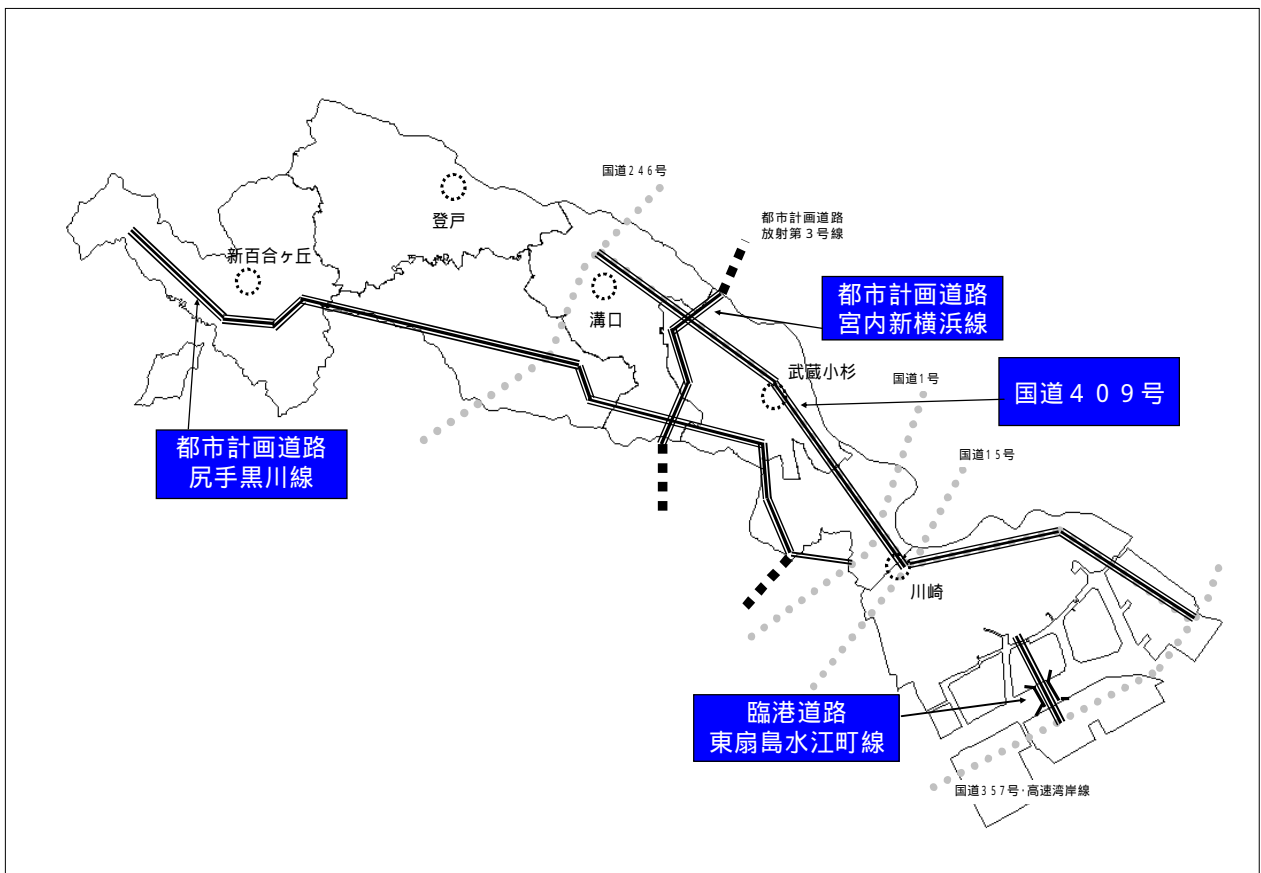 国道246号
登戸
都市計画道路
放射第３号線
新百合ヶ丘
都市計画道路
宮内新横浜線
溝口
武蔵小杉
国道1号
国道４０９号
都市計画道路
尻手黒川線
国道15号
川崎
臨港道路
東扇島水江町線
国道357号･高速湾岸線